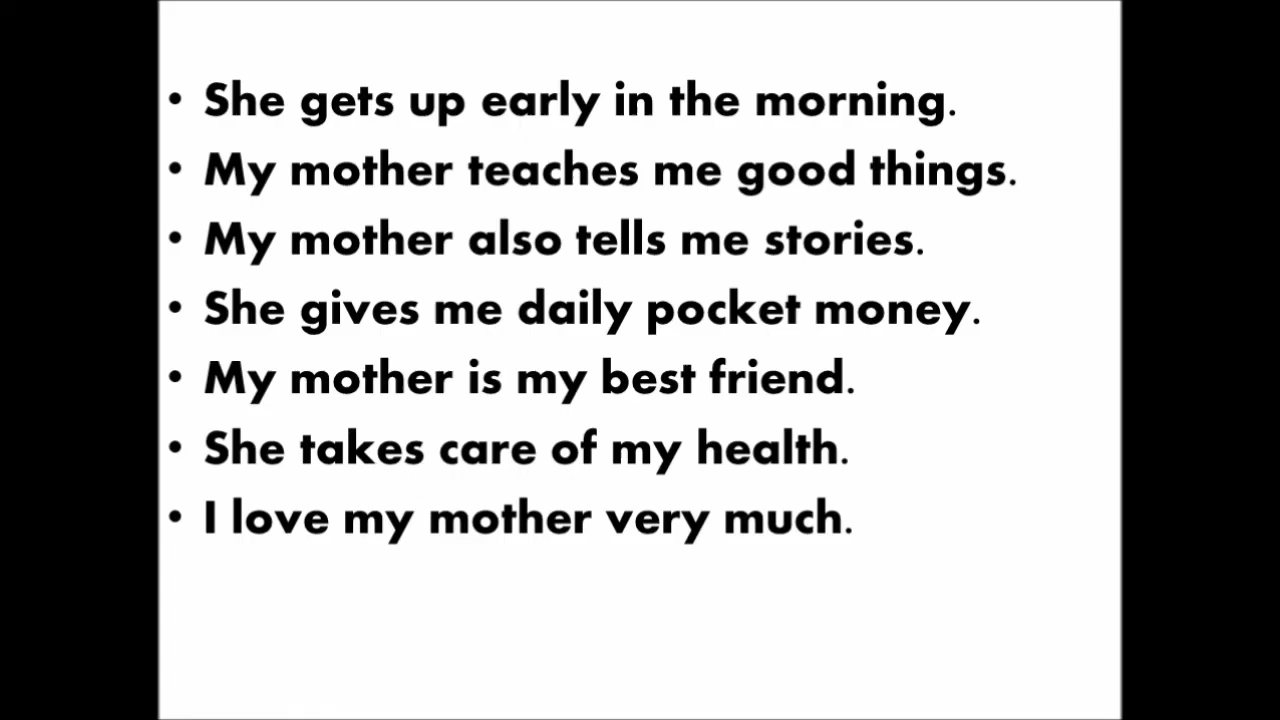 • She gets up early in the morning.
• My mother teaches me good things.
• My mother also tells me stories.
• She gives me daily pocket money.
• My mother is my best friend.
• She takes care of my health.
• I love my mother very much.